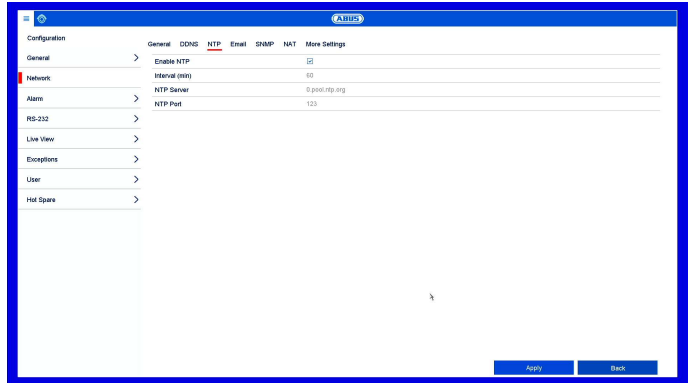 ABUS
Configuration
General DDNS NTP Email SNMP NAT More Settings
General
Enable NTP
Interval (min) 60
Network
NTP Server 0.pool.ntp.org
Alarm
NTP Port 123
RS-232
Live View
Exceptions
User
Hot Spare
Apply Back